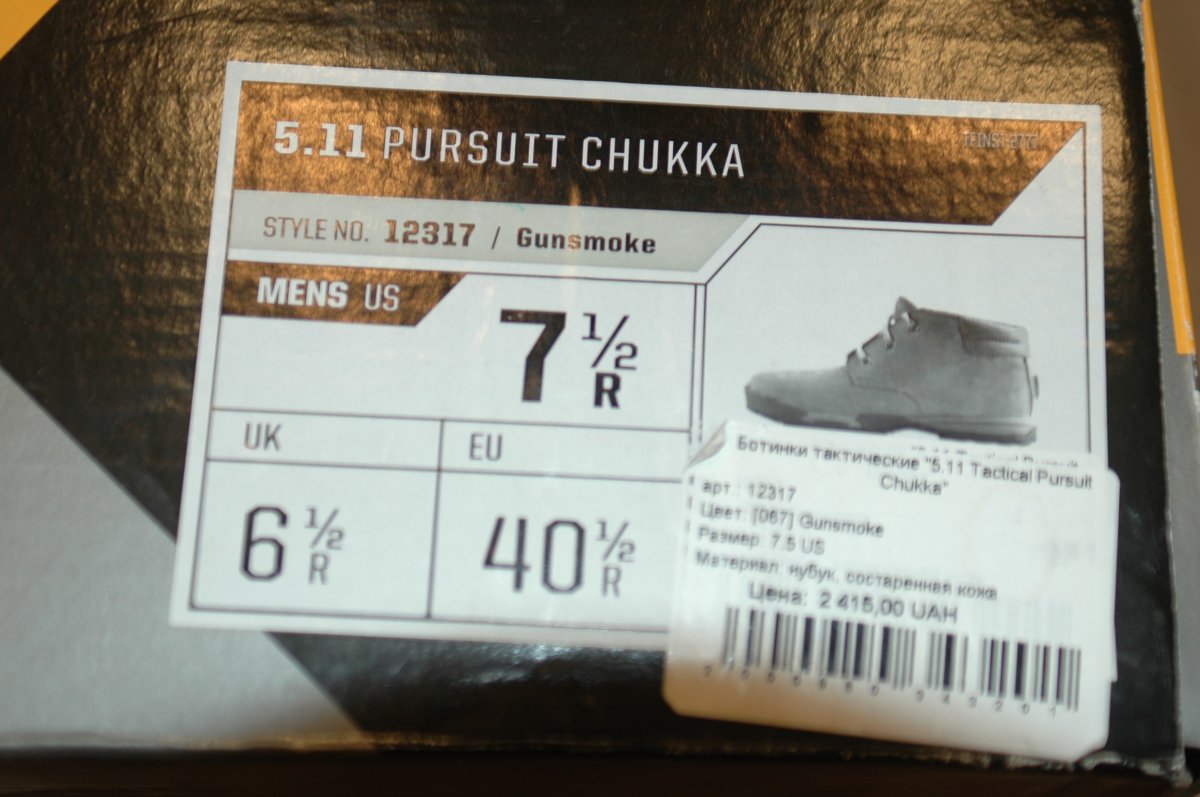 5.11 PURSUIT CHUKKA
STYLE NO. 12317 / Gunsmoke
MENS US
7 ½
R
UK
6 ½
R
EU
40 ½
R
Ботинки тактические "5.11 Tactical Pursuit
Chukka"
арт.: 12317
Цвет: [067] Gunsmoke
Размер: 7.5 US
Материал: нубук, состаренная кожа
Цена: 2 415,00 UAH